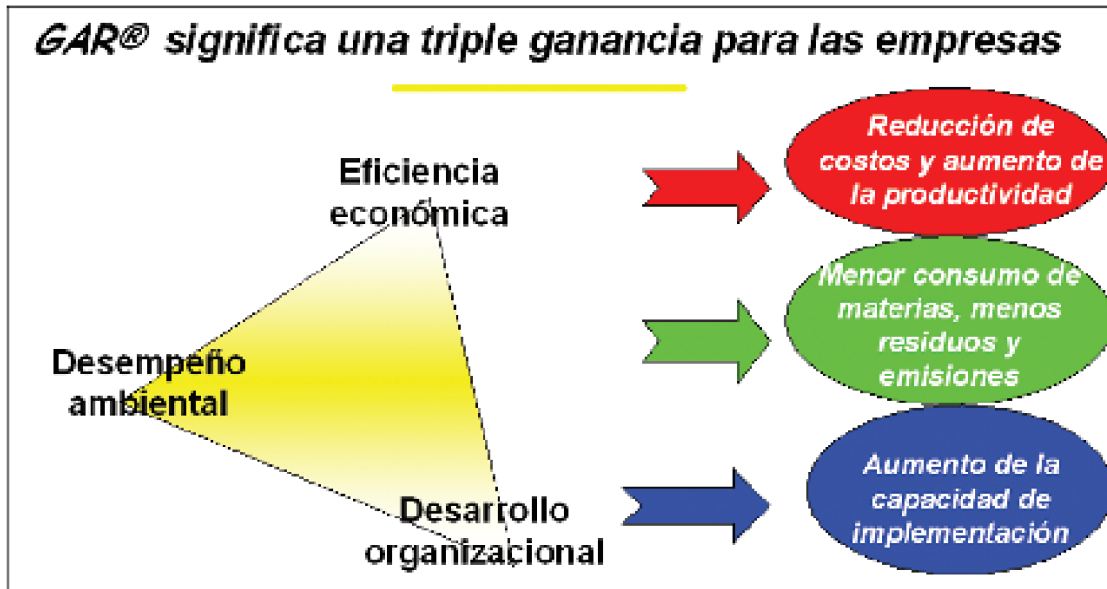 GAR® significa una triple ganancia para las empresas
Eficiencia
económica
Reducción de
costos y aumento de
la productividad
Desempeño
ambiental
Menor consumo de
materias, menos
residuos y
emisiones
Desarrollo
organizacional
Aumento de la
capacidad de
implementación